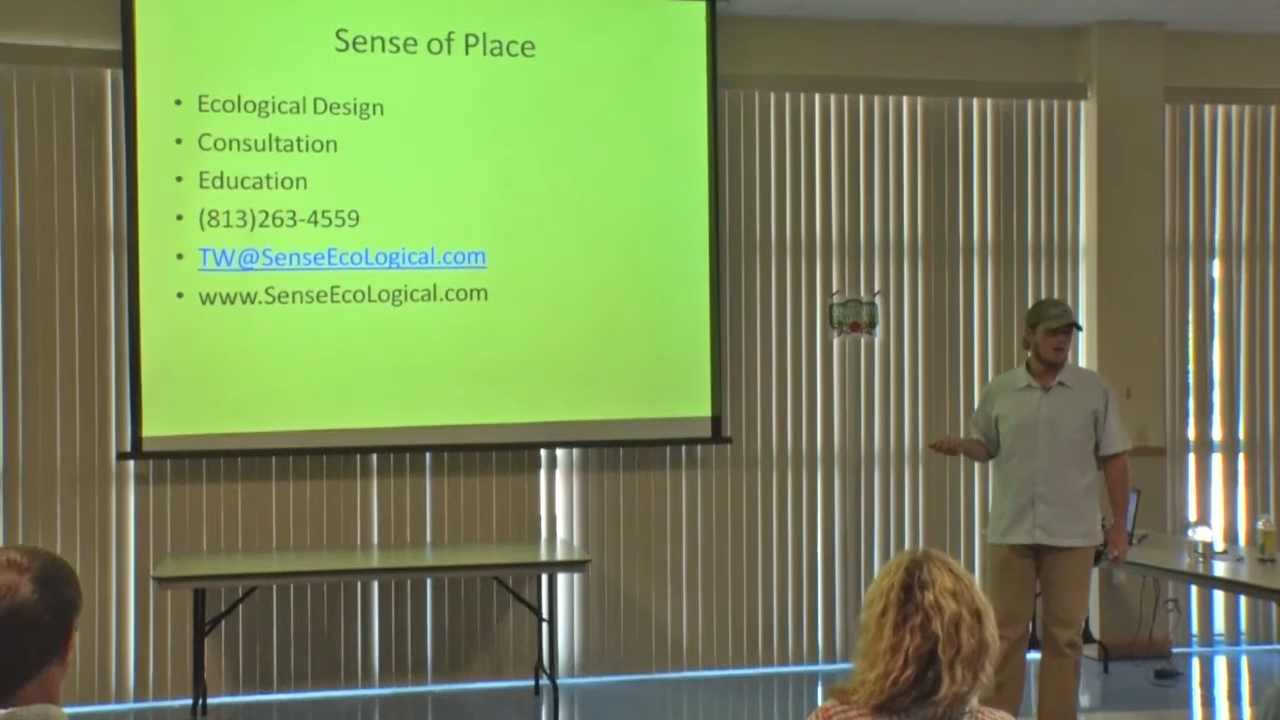 Sense of Place
• Ecological Design
• Consultation
• Education
• (813)263-4559
• TW@SenseEcoLogical.com
• www.SenseEcoLogical.com